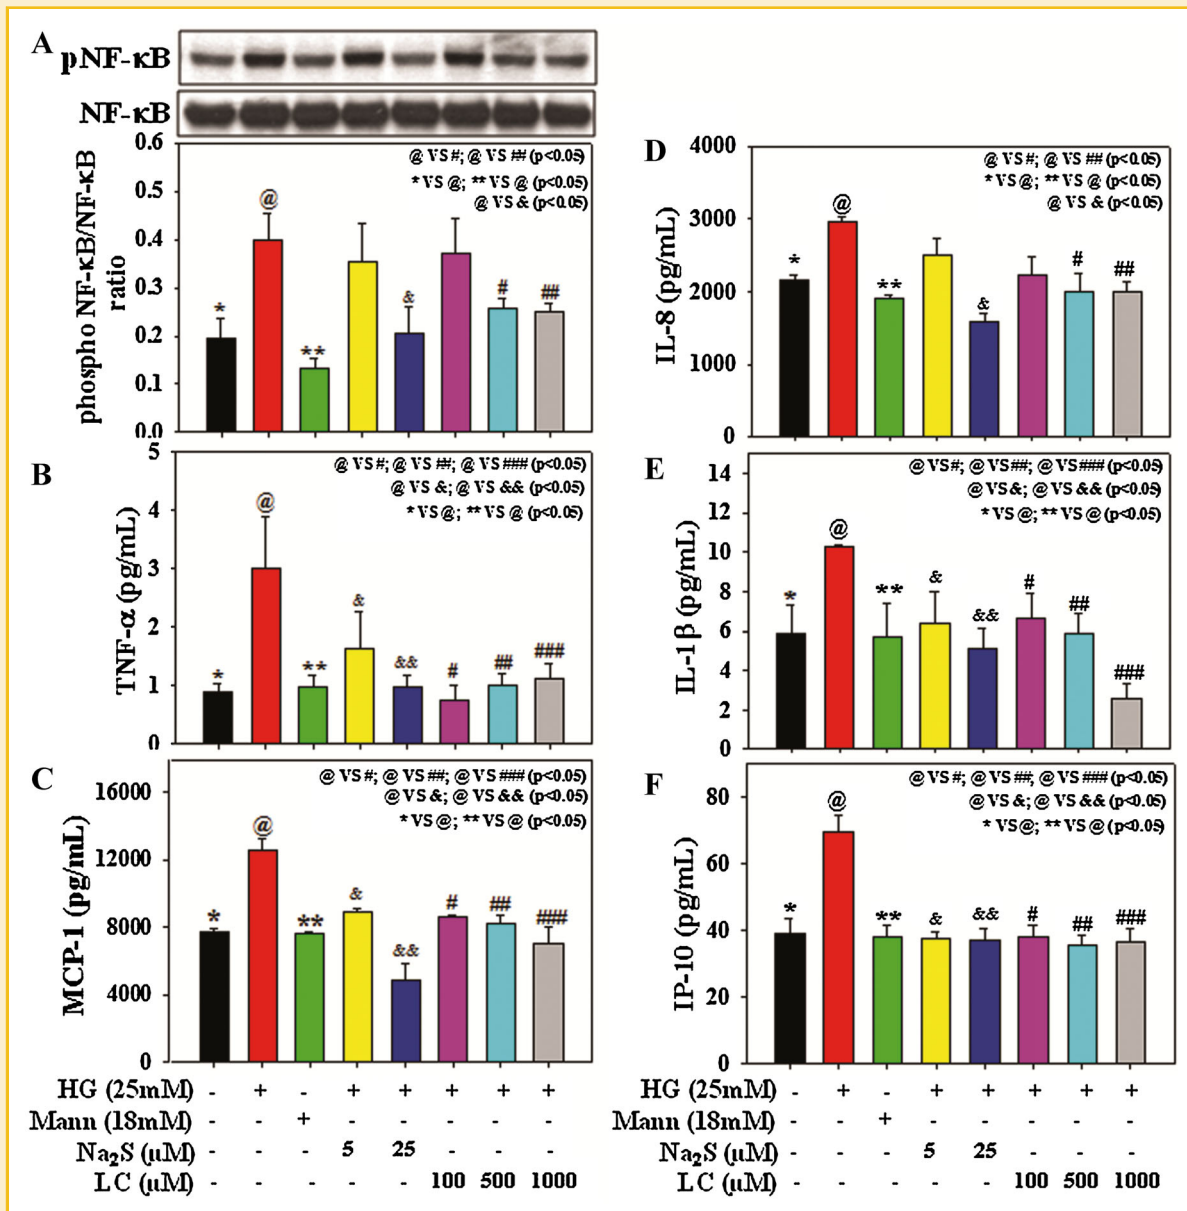 A
pNF-κB
NF-κB
phospho NF-κB/NF-κB
ratio
0.6
0.5
0.4
0.3
0.2
0.1
0.0
@ VS #; @ VS ## (p<0.05)
* VS @; ** VS @ (p<0.05)
@ VS & (p<0.05)
* @ ** & # ##
B
TNF-α (pg/mL)
5
4
3
2
1
0
@ VS #; @ VS ##; @ VS ### (p<0.05)
@ VS &; @ VS && (p<0.05)
* VS @; ** VS @ (p<0.05)
* @ ** & && # ## ###
C
MCP-1 (pg/mL)
16000
12000
8000
4000
0
@ VS #; @ VS ##; @ VS ### (p<0.05)
@ VS &; @ VS && (p<0.05)
* VS @; ** VS @ (p<0.05)
* @ ** & && # ## ###
HG (25mM) - + - + + + + +
Mann (18mM) - - + - - - - -
Na₂S (µM) - - - 5 25 - - -
LC (µM) - - - - - 100 500 1000
D
IL-8 (pg/mL)
4000
3000
2000
1000
0
@ VS #; @ VS ## (p<0.05)
* VS @; ** VS @ (p<0.05)
@ VS & (p<0.05)
* @ ** & # ##
E
IL-1β (pg/mL)
14
12
10
8
6
4
2
0
@ VS #; @ VS ##; @ VS ### (p<0.05)
@ VS &; @ VS && (p<0.05)
* VS @; ** VS @ (p<0.05)
* @ ** & && # ## ###
F
IP-10 (pg/mL)
80
60
40
20
0
@ VS #; @ VS ##; @ VS ### (p<0.05)
@ VS &; @ VS && (p<0.05)
* VS @; ** VS @ (p<0.05)
* @ ** & && # ## ###
HG (25mM) - + - + + + + +
Mann (18mM) - - + - - - - -
Na₂S (µM) - - - 5 25 - - -
LC (µM) - - - - - 100 500 1000